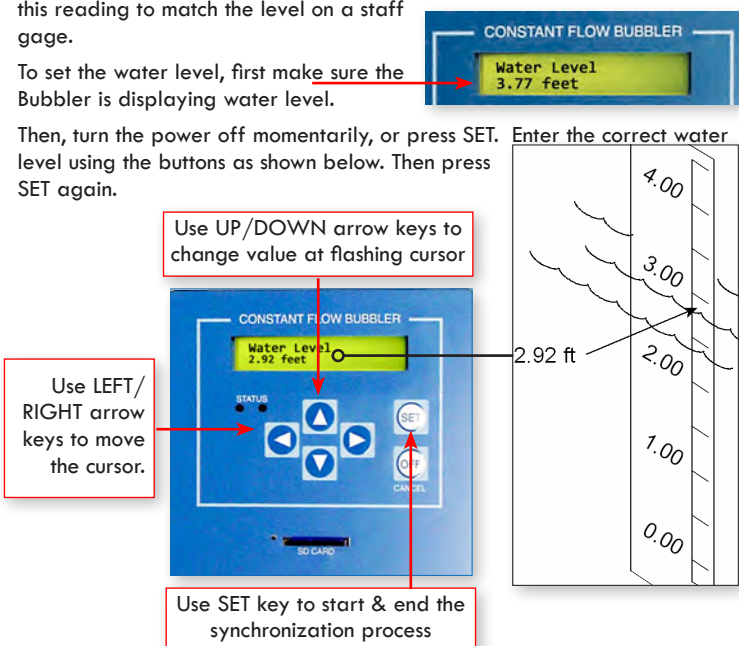 this reading to match the level on a staff
gage.
To set the water level, first make sure the
Bubbler is displaying water level.
CONSTANT FLOW BUBBLER
Water Level
3.77 feet
Then, turn the power off momentarily, or press SET. Enter the correct water
level using the buttons as shown below. Then press
SET again.
Use UP/DOWN arrow keys to
change value at flashing cursor
CONSTANT FLOW BUBBLER
Water Level
2.92 feet
STATUS
SET
OFF
CANCEL
SD CARD
Use LEFT/
RIGHT arrow
keys to move
the cursor.
Use SET key to start & end the
synchronization process
2.92 ft
4.00
3.00
2.00
1.00
0.00